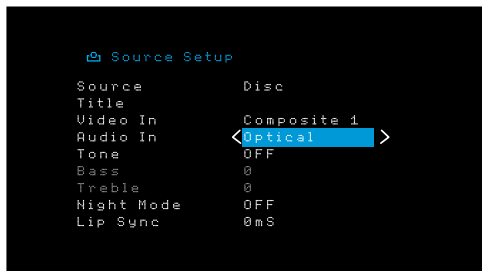 Source Setup
Source Disc
Title
Video In Composite 1
Audio In Optical
Tone OFF
Bass 0
Treble 0
Night Mode OFF
Lip Sync 0mS